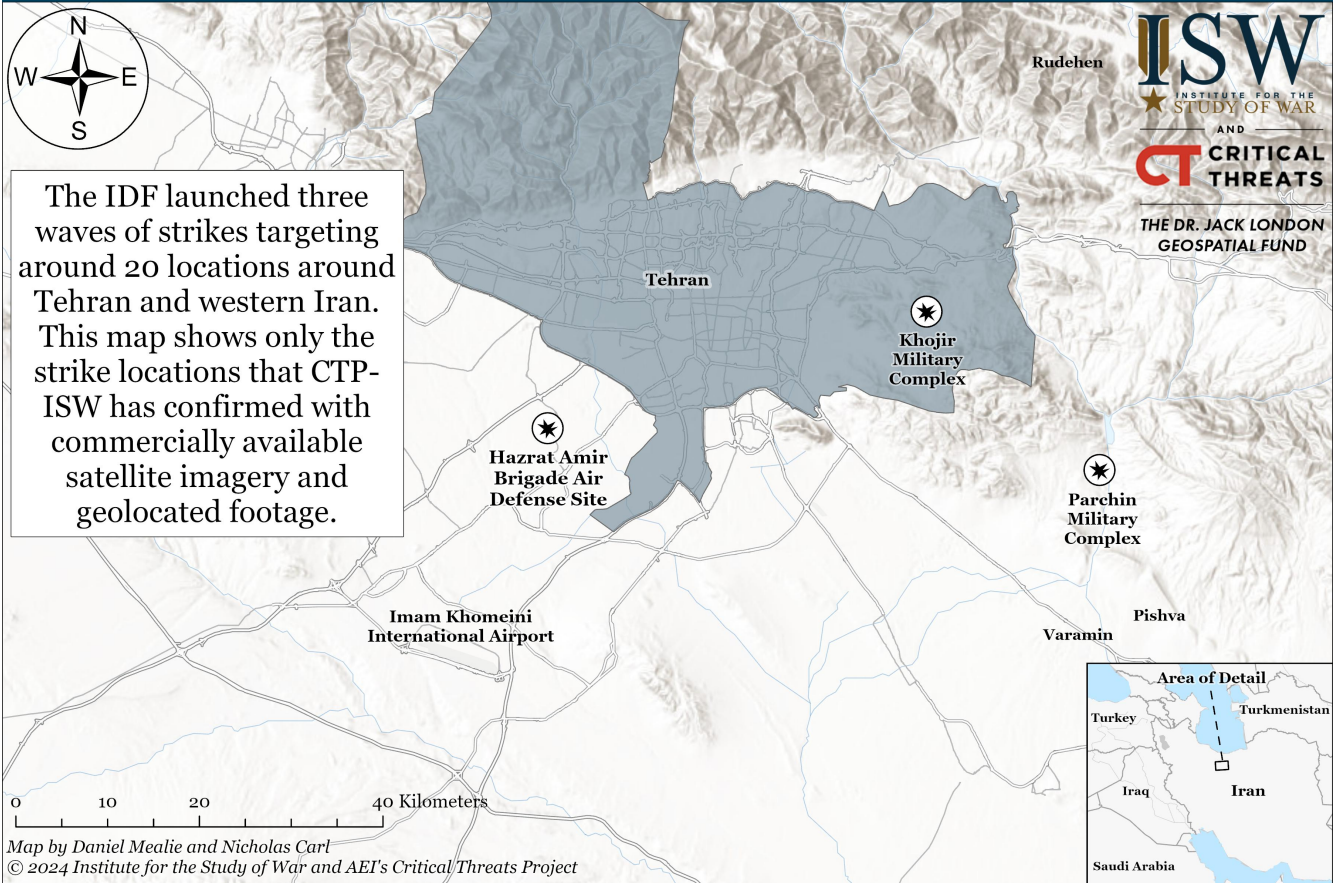 N
W
E
S
Rudehen
ISW
INSTITUTE FOR THE
STUDY OF WAR
AND
CT CRITICAL
THREATS
THE DR. JACK LONDON
GEOSPATIAL FUND
The IDF launched three
waves of strikes targeting
around 20 locations around
Tehran and western Iran.
This map shows only the
strike locations that CTP-
ISW has confirmed with
commercially available
satellite imagery and
geolocated footage.
Tehran
Khojir
Military
Complex
Hazrat Amir
Brigade Air
Defense Site
Parchin
Military
Complex
Imam Khomeini
International Airport
Pishva
Varamin
Area of Detail
Turkey
Turkmenistan
Iraq
Iran
Saudi Arabia
0 10 20 40 Kilometers
Map by Daniel Mealie and Nicholas Carl
© 2024 Institute for the Study of War and AEI's Critical Threats Project